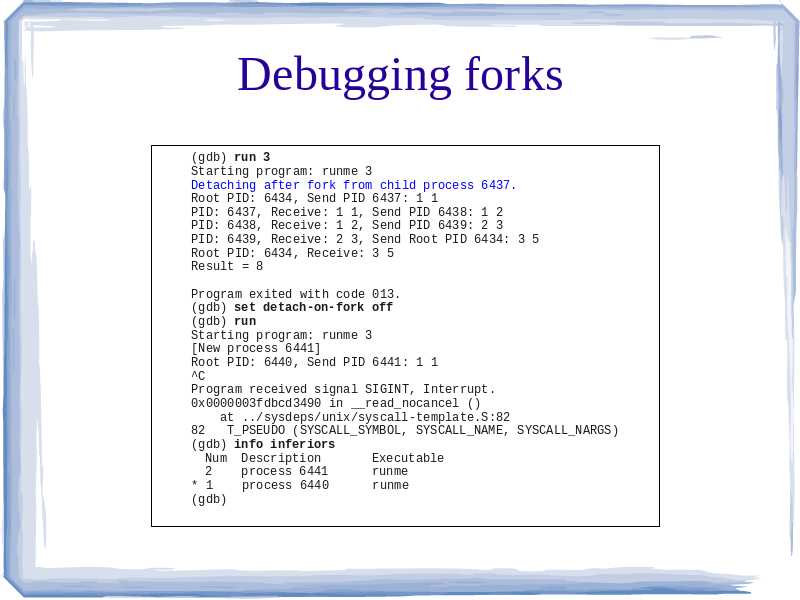 Debugging forks
(gdb) run 3
Starting program: runme 3
Detaching after fork from child process 6437.
Root PID: 6434, Send PID 6437: 1 1
PID: 6437, Receive: 1 1, Send PID 6438: 1 2
PID: 6438, Receive: 1 2, Send PID 6439: 2 3
PID: 6439, Receive: 2 3, Send Root PID 6434: 3 5
Root PID: 6434, Receive: 3 5
Result = 8
Program exited with code 013.
(gdb) set detach-on-fork off
(gdb) run
Starting program: runme 3
[New process 6441]
Root PID: 6440, Send PID 6441: 1 1
^C
Program received signal SIGINT, Interrupt.
0x0000003fdbcd3490 in __read_nocancel ()
    at ../sysdeps/unix/syscall-template.S:82
82   T_PSEUDO (SYSCALL_SYMBOL, SYSCALL_NAME, SYSCALL_NARGS)
(gdb) info inferiors
  Num  Description       Executable
  2    process 6441      runme
* 1    process 6440      runme
(gdb)